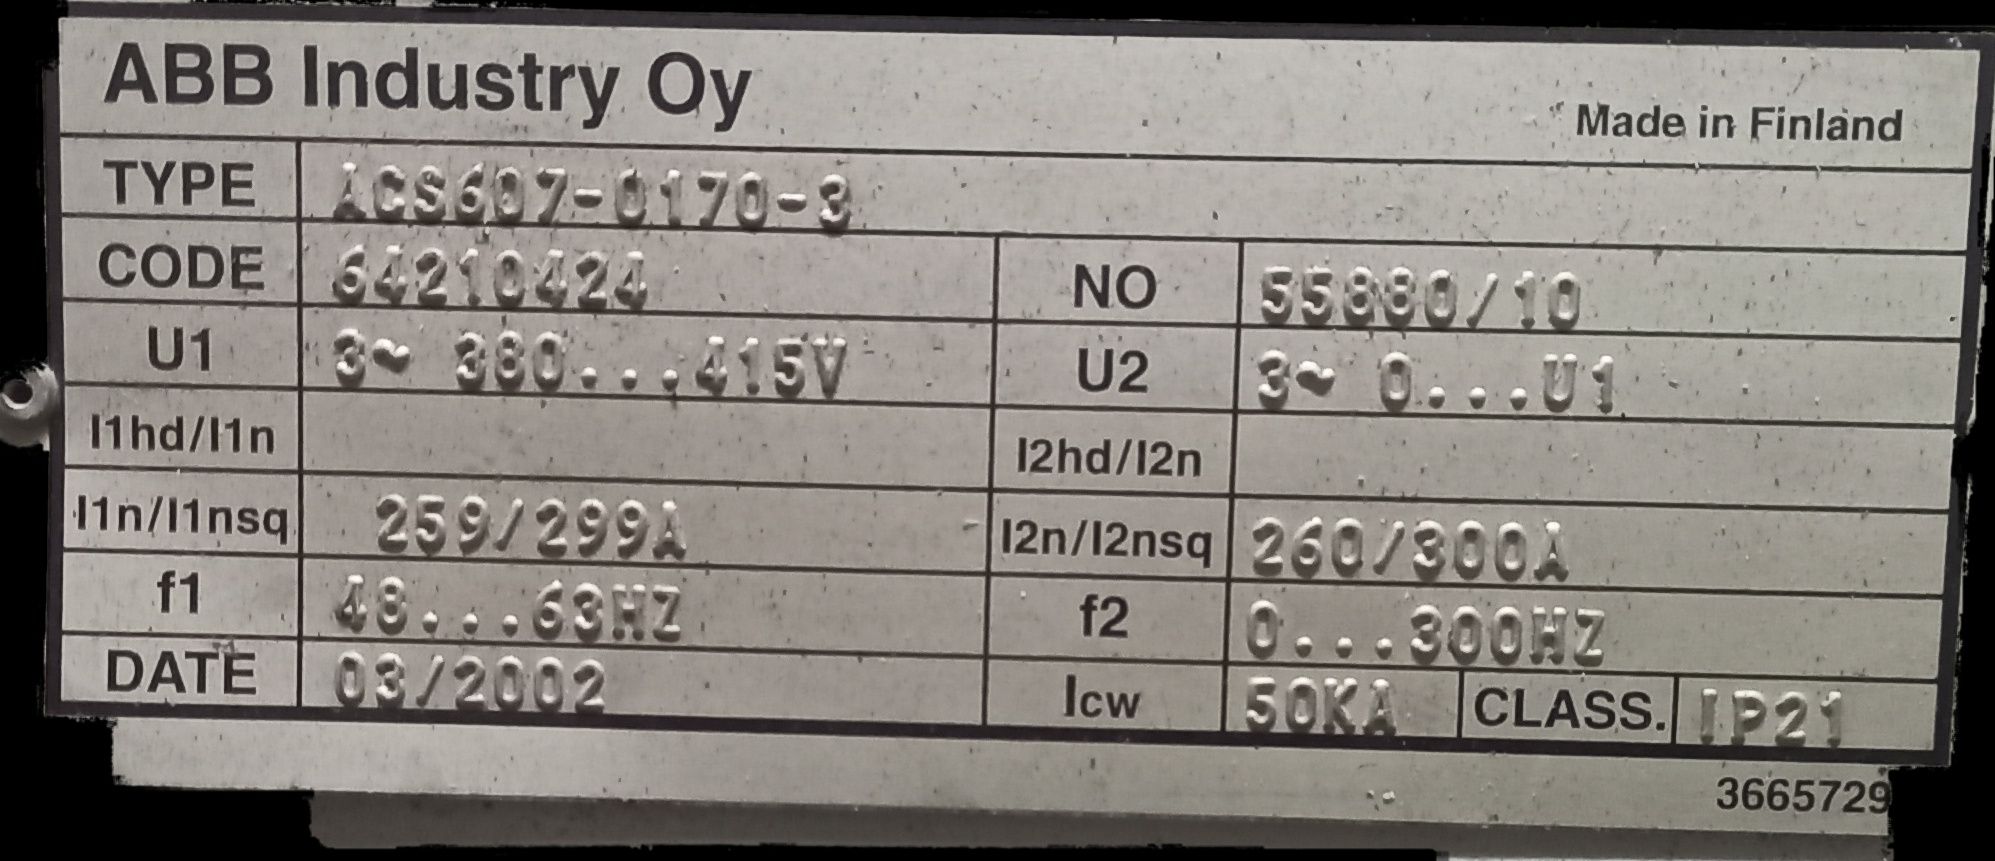 ABB Industry Oy
Made in Finland
TYPE ACS607-0170-3
CODE 64210424 NO 55880/10
U1 3~ 380...415V U2 3~ 0...U1
I1hd/I1n I2hd/I2n
I1n/I1nsq 259/299A I2n/I2nsq 260/300A
f1 48...63HZ f2 0...300HZ
DATE 03/2002 Icw 50KA CLASS. IP21
3665729